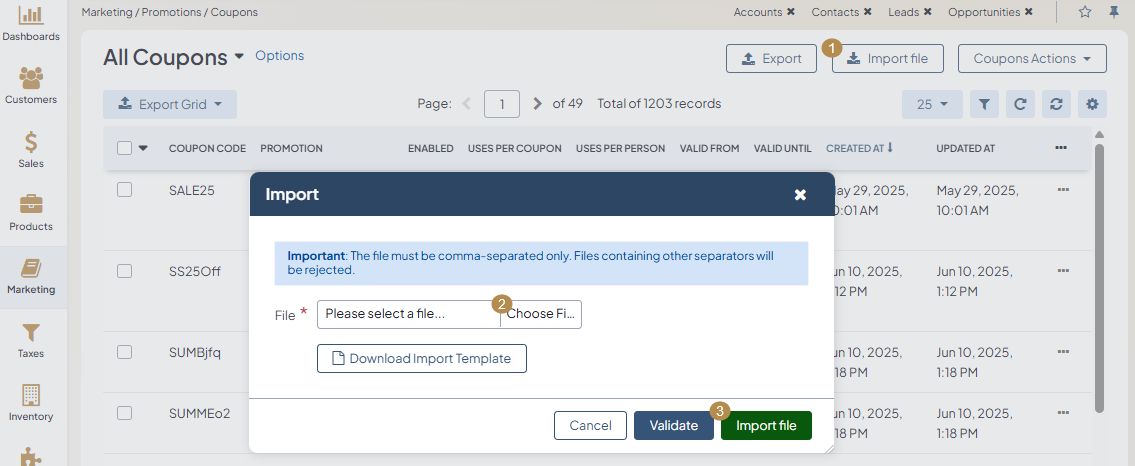 Marketing / Promotions / Coupons
Accounts ✖ Contacts ✖ Leads ✖ Opportunities ✖
Dashboards
Customers
Sales
Products
Marketing
Taxes
Inventory
All Coupons Options
Export
1
Import file
Coupons Actions
Export Grid
Page: 1 of 49 Total of 1203 records
25
COUPON CODE PROMOTION ENABLED USES PER COUPON USES PER PERSON VALID FROM VALID UNTIL CREATED AT UPDATED AT
SALE25 May 29, 2025, May 29, 2025,
10:01 AM 10:01 AM
SS25Off Jun 10, 2025, Jun 10, 2025,
1:12 PM 1:12 PM
SUMBjfq Jun 10, 2025, Jun 10, 2025,
1:18 PM 1:18 PM
SUMMEo2 Jun 10, 2025, Jun 10, 2025,
1:18 PM 1:18 PM
Import
Important: The file must be comma-separated only. Files containing other separators will
be rejected.
File * Please select a file... 2 Choose Fi...
Download Import Template
Cancel Validate 3 Import file